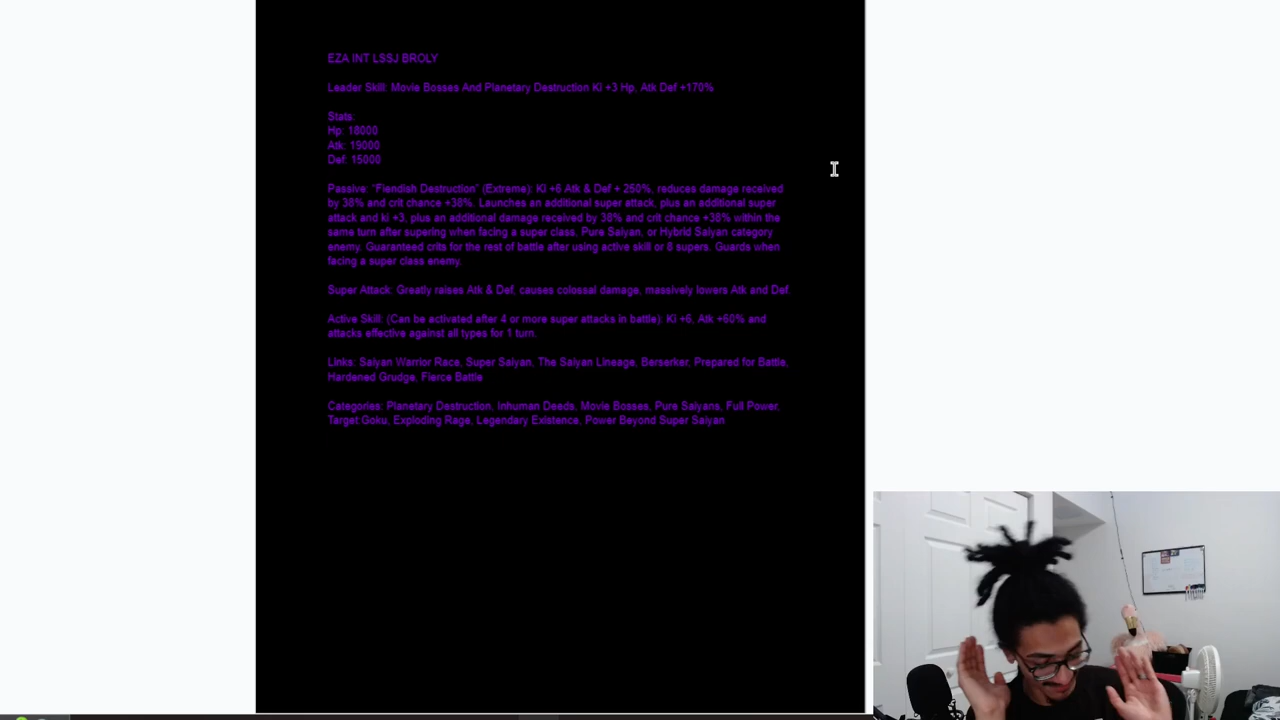 EZA INT LSSJ BROLY
Leader Skill: Movie Bosses And Planetary Destruction Ki +3 Hp, Atk Def +170%
Stats:
Hp: 18000
Atk: 19000
Def: 15000
Passive: “Fiendish Destruction” (Extreme): Ki +6 Atk & Def + 250%, reduces damage received
by 38% and crit chance +38%. Launches an additional super attack, plus an additional super
attack and ki +3, plus an additional damage received by 38% and crit chance +38% within the
same turn after supering when facing a super class, Pure Saiyan, or Hybrid Saiyan category
enemy. Guaranteed crits for the rest of battle after using active skill or 8 supers. Guards when
facing a super class enemy.
Super Attack: Greatly raises Atk & Def, causes colossal damage, massively lowers Atk and Def
Active Skill: (Can be activated after 4 or more super attacks in battle): Ki +6, Atk +60% and
attacks effective against all types for 1 turn.
Links: Saiyan Warrior Race, Super Saiyan, The Saiyan Lineage, Berserker, Prepared for Battle,
Hardened Grudge, Fierce Battle
Categories: Planetary Destruction, Inhuman Deeds, Movie Bosses, Pure Saiyans, Full Power,
Target Goku, Exploding Rage, Legendary Existence, Power Beyond Super Saiyan